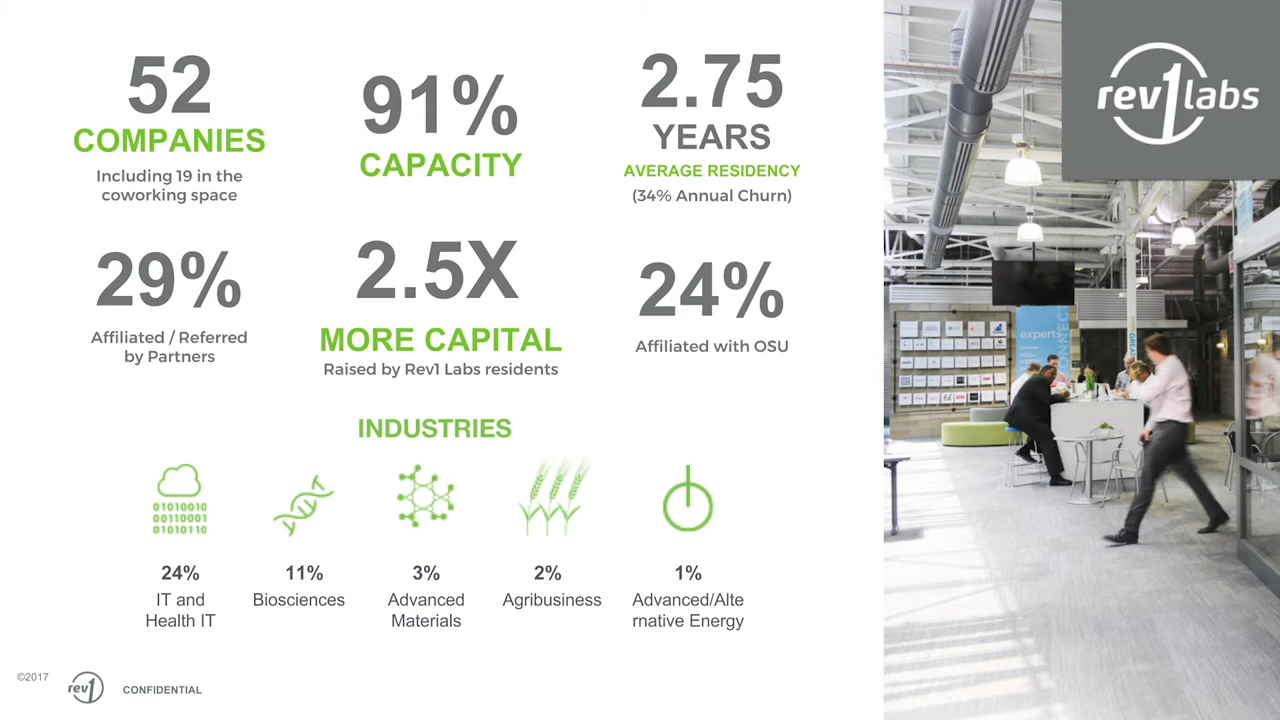 52
COMPANIES
Including 19 in the
coworking space
91%
CAPACITY
2.75
YEARS
AVERAGE RESIDENCY
(34% Annual Churn)
29%
Affiliated / Referred
by Partners
2.5X
MORE CAPITAL
Raised by Rev1 Labs residents
24%
Affiliated with OSU
INDUSTRIES
01010010
00110001
01010110
24%
IT and
Health IT
11%
Biosciences
3%
Advanced
Materials
2%
Agribusiness
1%
Advanced/Alte
rnative Energy
©2017
rev1
CONFIDENTIAL
rev1labs
experts
CONNECT